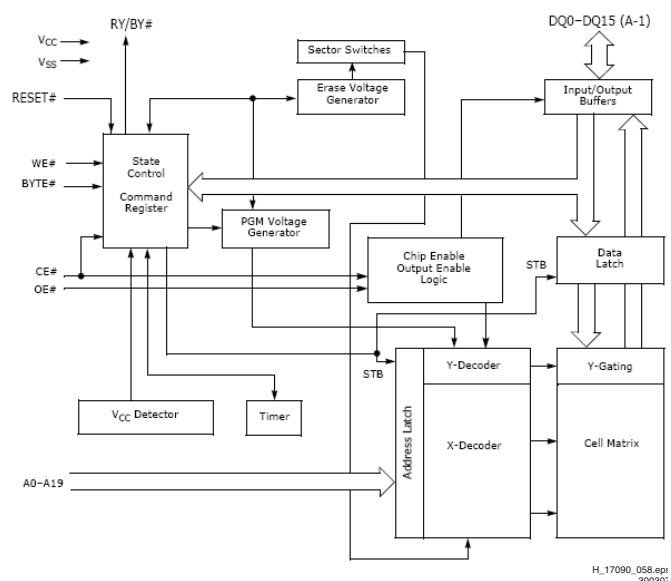 RY/BY#
DQ0–DQ15 (A-1)
VCC
VSS
Sector Switches
Erase Voltage
Generator
Input/Output
Buffers
RESET#
WE#
BYTE#
State
Control
Command
Register
PGM Voltage
Generator
Chip Enable
Output Enable
Logic
Data
Latch
STB
CE#
OE#
STB
Y-Decoder
Y-Gating
VCC Detector
Timer
Address Latch
X-Decoder
Cell Matrix
A0–A19
H_17090_058.eps
300307